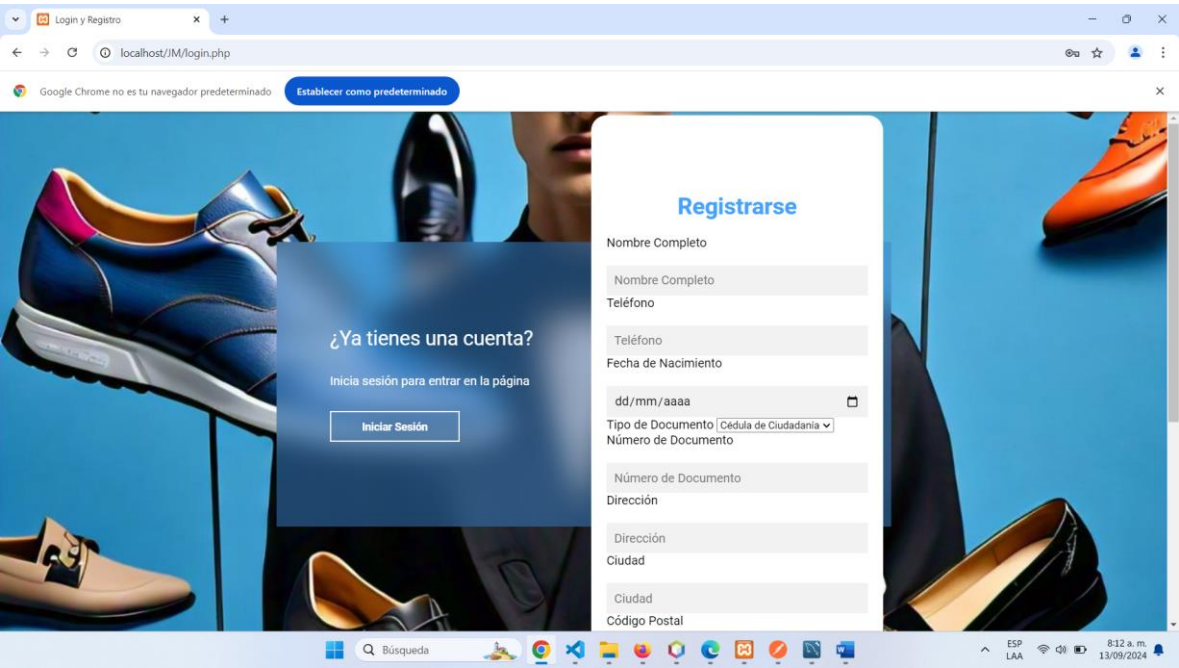 Login y Registro
localhost/JM/login.php
Google Chrome no es tu navegador predeterminado
Establecer como predeterminado
Registrarse
Nombre Completo
Nombre Completo
Teléfono
Teléfono
Fecha de Nacimiento
dd/mm/aaaa
Tipo de Documento Cédula de Ciudadanía
Número de Documento
Número de Documento
Dirección
Dirección
Ciudad
Ciudad
Código Postal
¿Ya tienes una cuenta?
Inicia sesión para entrar en la página
Iniciar Sesión
Búsqueda
ESP
LAA
8:12 a. m.
13/09/2024